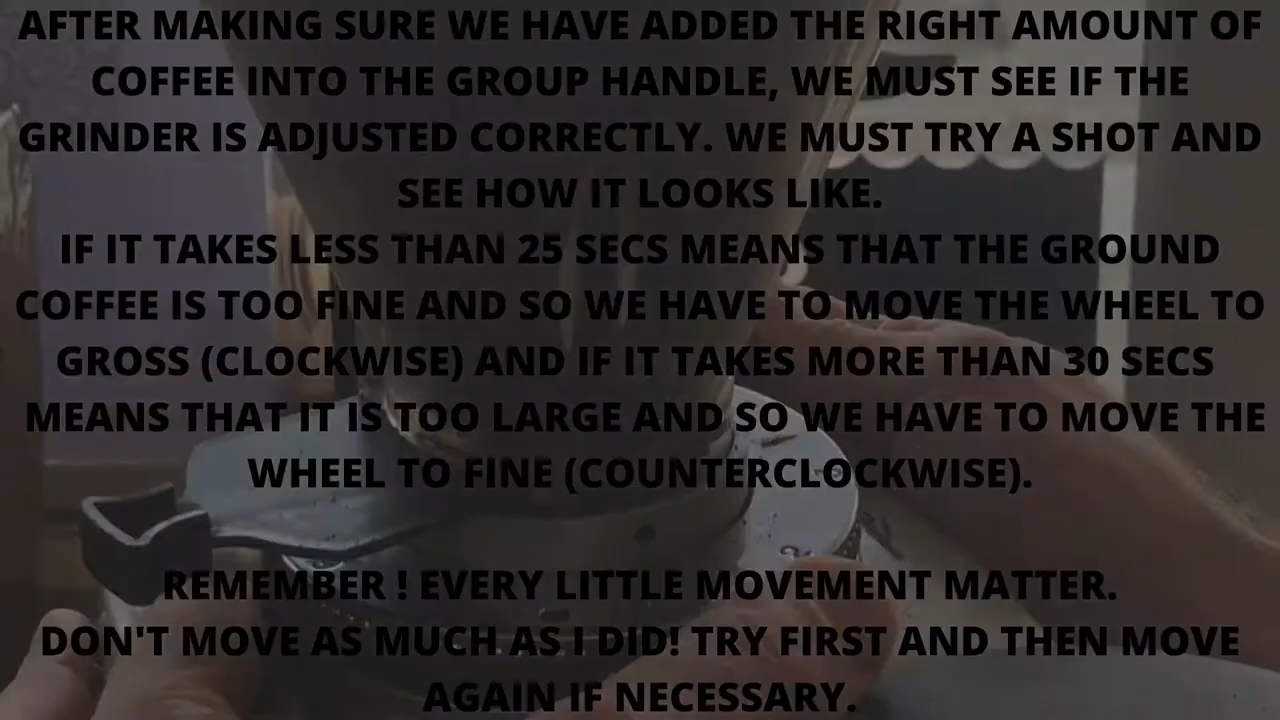 AFTER MAKING SURE WE HAVE ADDED THE RIGHT AMOUNT OF
COFFEE INTO THE GROUP HANDLE, WE MUST SEE IF THE
GRINDER IS ADJUSTED CORRECTLY. WE MUST TRY A SHOT AND
SEE HOW IT LOOKS LIKE.
IF IT TAKES LESS THAN 25 SECS MEANS THAT THE GROUND
COFFEE IS TOO FINE AND SO WE HAVE TO MOVE THE WHEEL TO
GROSS (CLOCKWISE) AND IF IT TAKES MORE THAN 30 SECS
MEANS THAT IT IS TOO LARGE AND SO WE HAVE TO MOVE THE
WHEEL TO FINE (COUNTERCLOCKWISE).
REMEMBER ! EVERY LITTLE MOVEMENT MATTER.
DON'T MOVE AS MUCH AS I DID! TRY FIRST AND THEN MOVE
AGAIN IF NECESSARY.